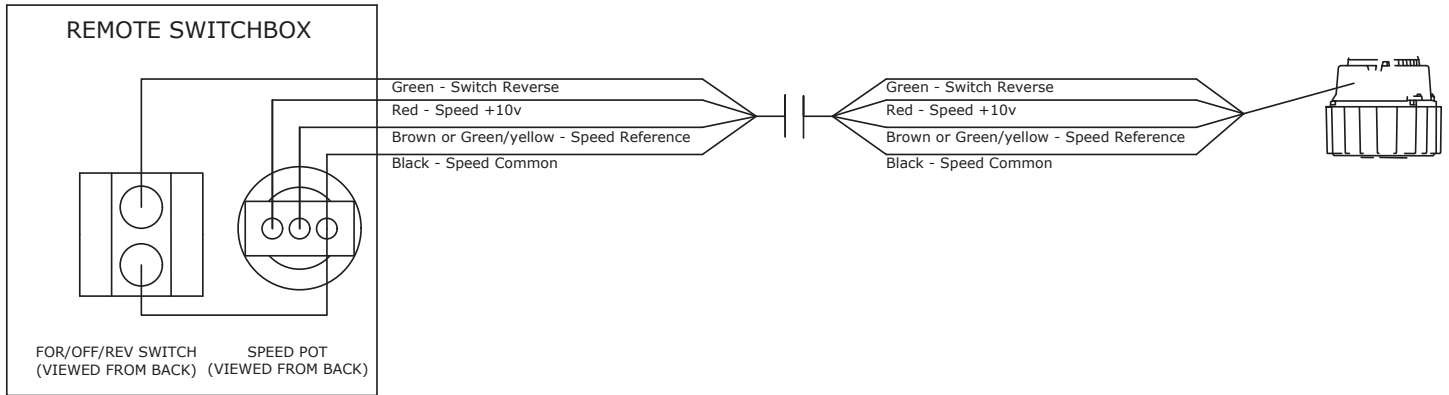 REMOTE SWITCHBOX
Green - Switch Reverse
Red - Speed +10v
Brown or Green/yellow - Speed Reference
Black - Speed Common
Green - Switch Reverse
Red - Speed +10v
Brown or Green/yellow - Speed Reference
Black - Speed Common
FOR/OFF/REV SWITCH
(VIEWED FROM BACK)
SPEED POT
(VIEWED FROM BACK)